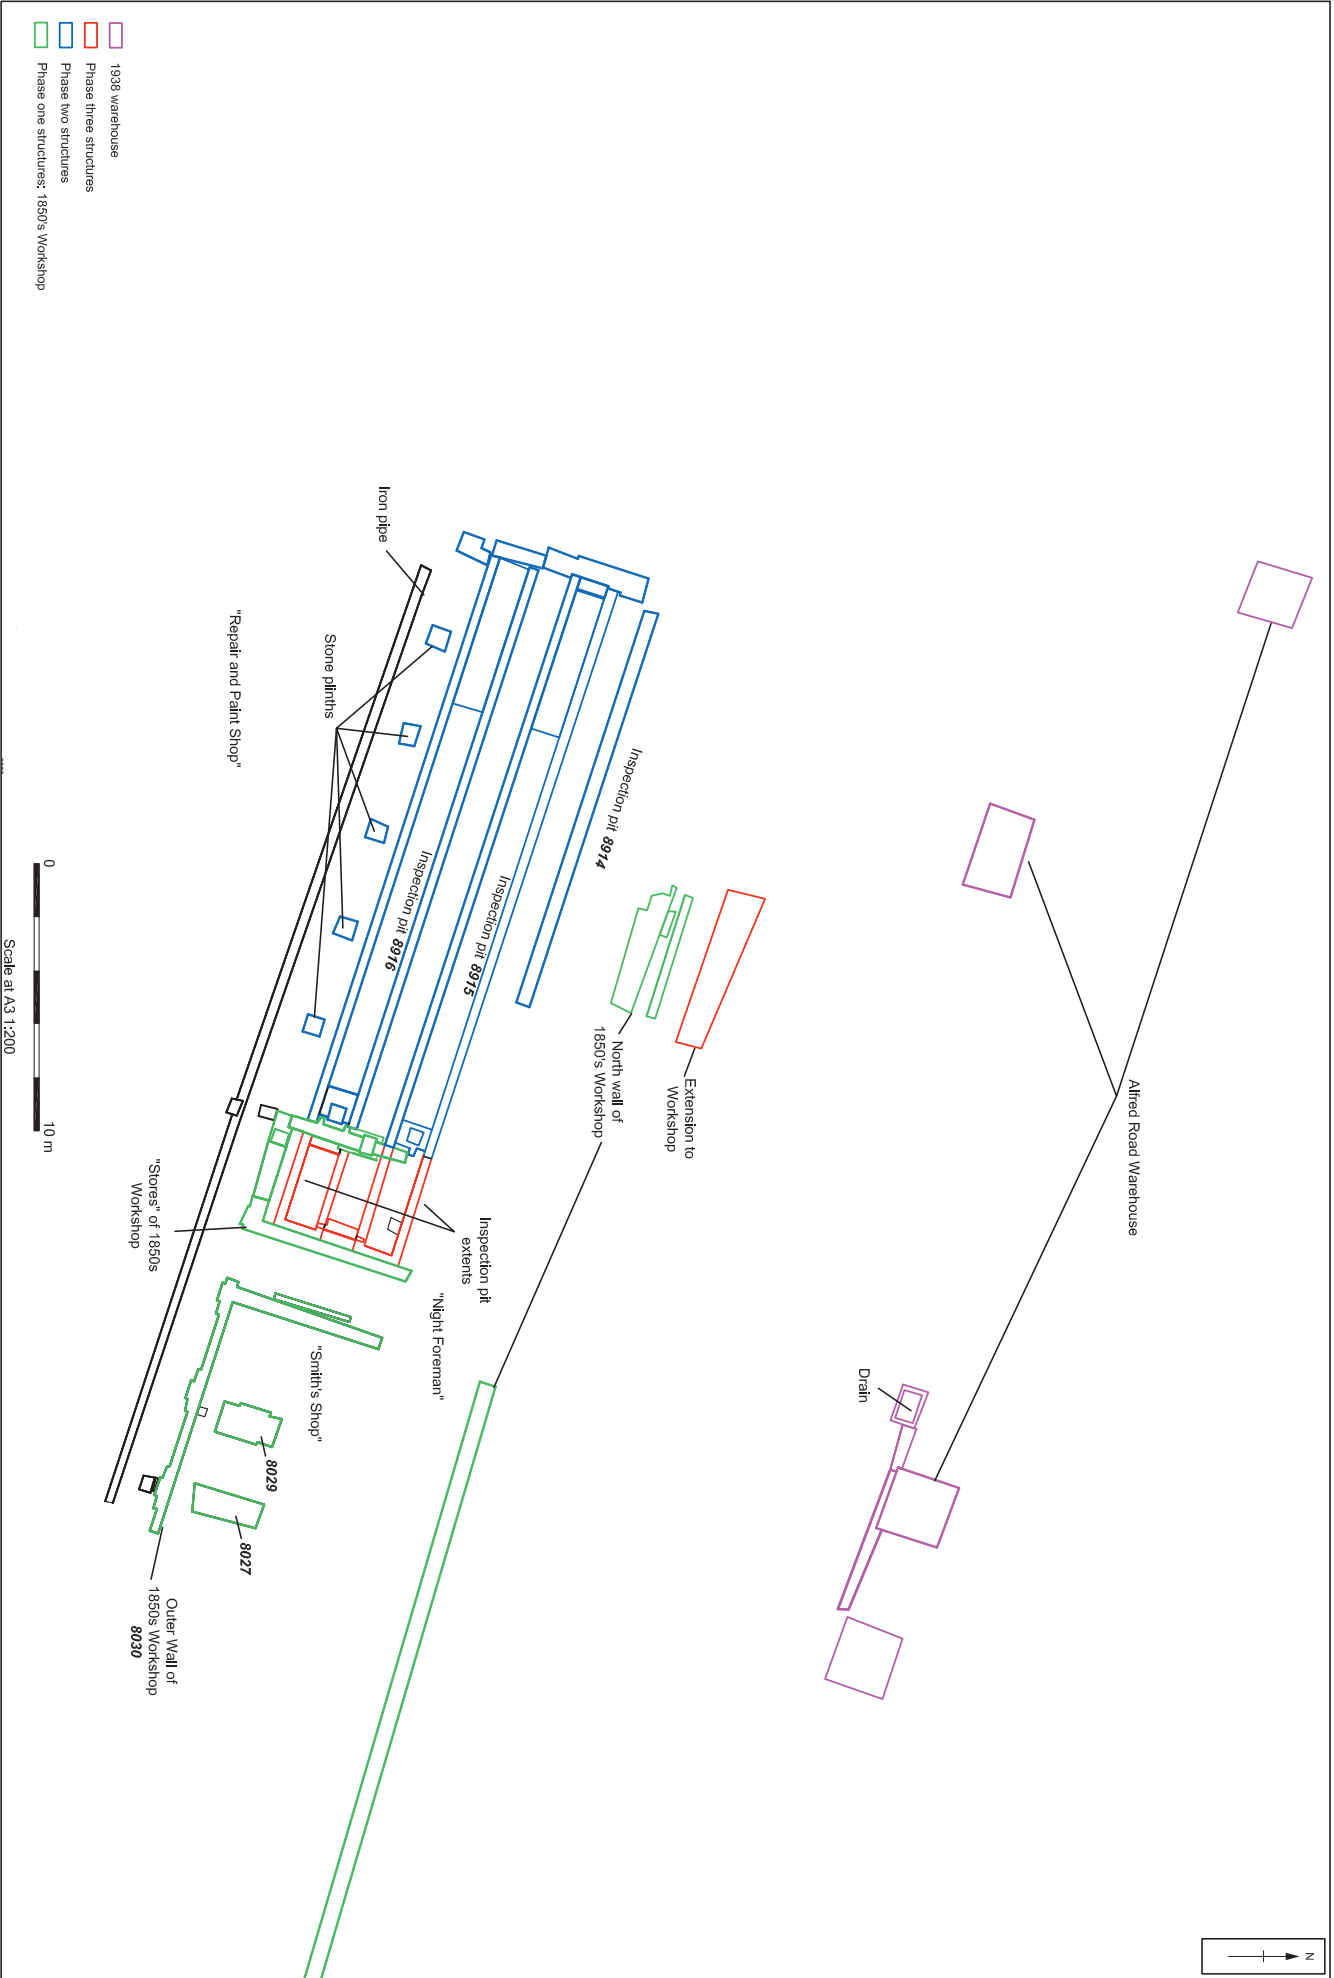 N
Alfred Road Warehouse
Drain
Extension to
Workshop
North wall of
1850's Workshop
Inspection pit 8914
Inspection pit 8915
Inspection pit 8916
Inspection pit
extents
"Night Foreman"
Iron pipe
Stone plinths
"Smith's Shop"
8029
8027
"Repair and Paint Shop"
"Stores" of 1850s
Workshop
Outer Wall of
1850s Workshop
8030
1938 warehouse
Phase three structures
Phase two structures
Phase one structures: 1850's Workshop
0
10 m
Scale at A3 1:200